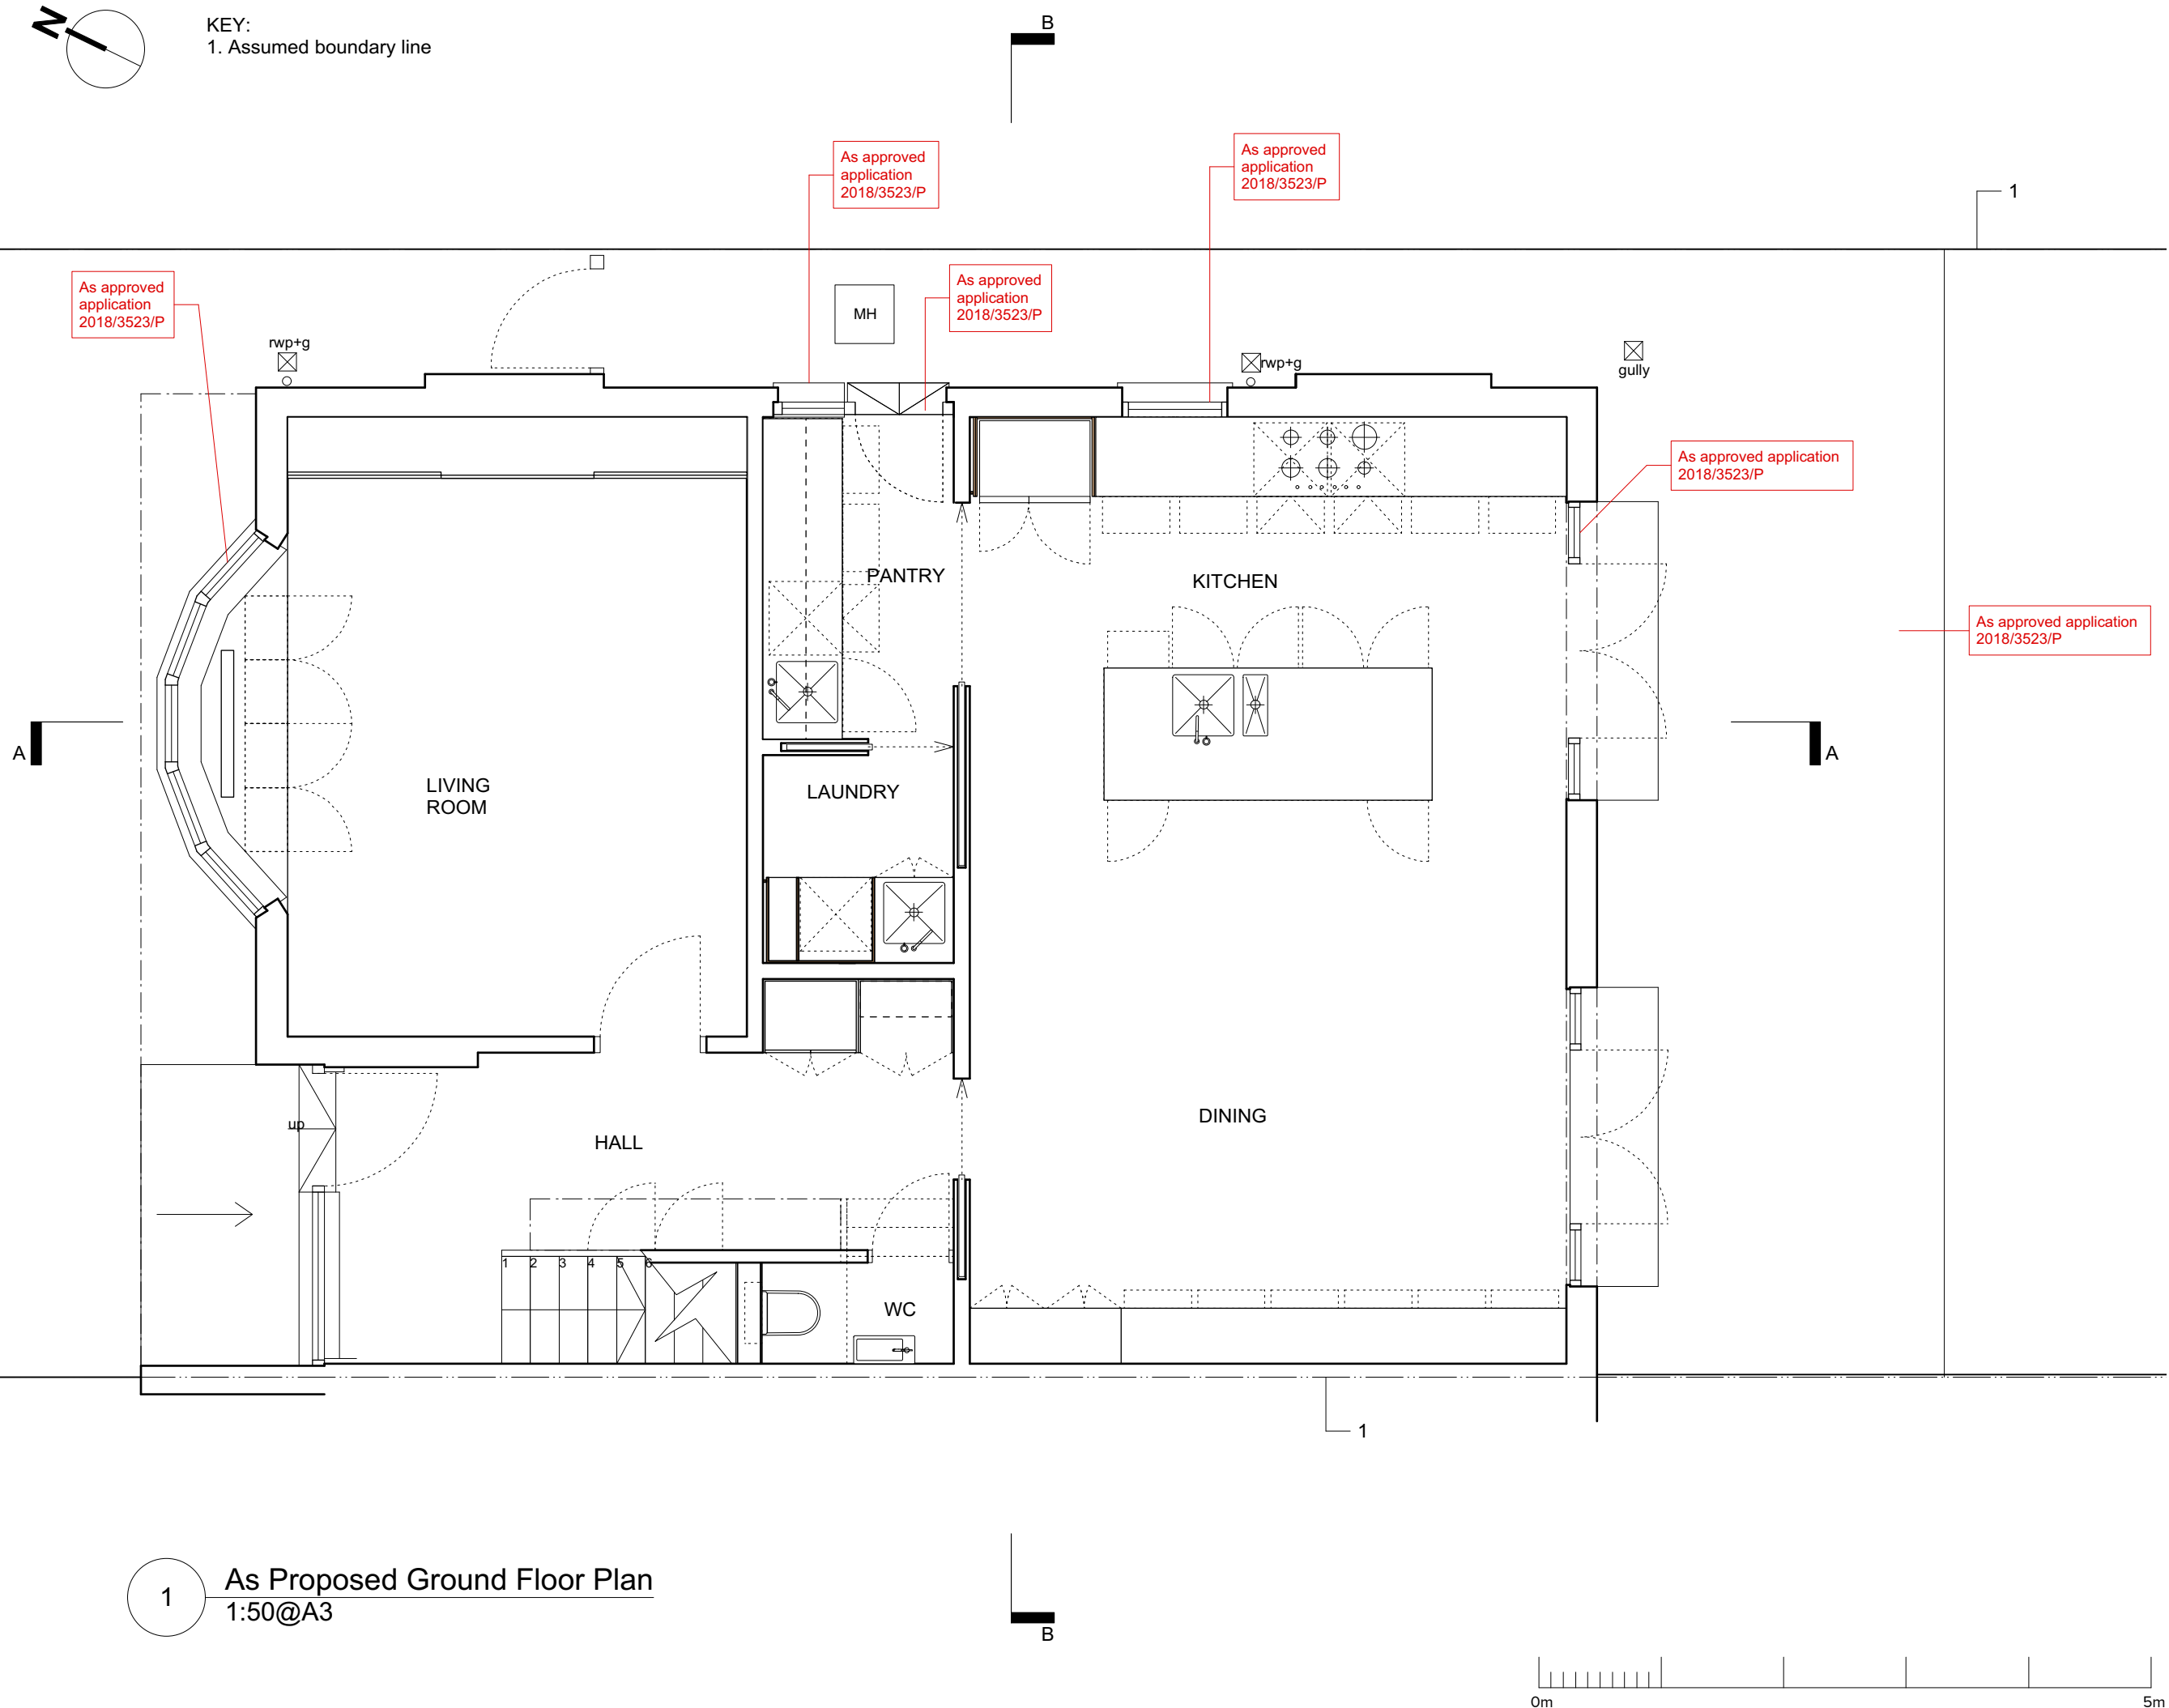 N
KEY:
1. Assumed boundary line
B
As approved
application
2018/3523/P
As approved
application
2018/3523/P
1
As approved
application
2018/3523/P
As approved
application
2018/3523/P
MH
rwp+g
rwp+g
gully
As approved application
2018/3523/P
PANTRY
KITCHEN
As approved application
2018/3523/P
A
A
LIVING
ROOM
LAUNDRY
up
HALL
DINING
1 2 3 4 5 6
WC
1
1
As Proposed Ground Floor Plan
1:50@A3
B
0m
5m